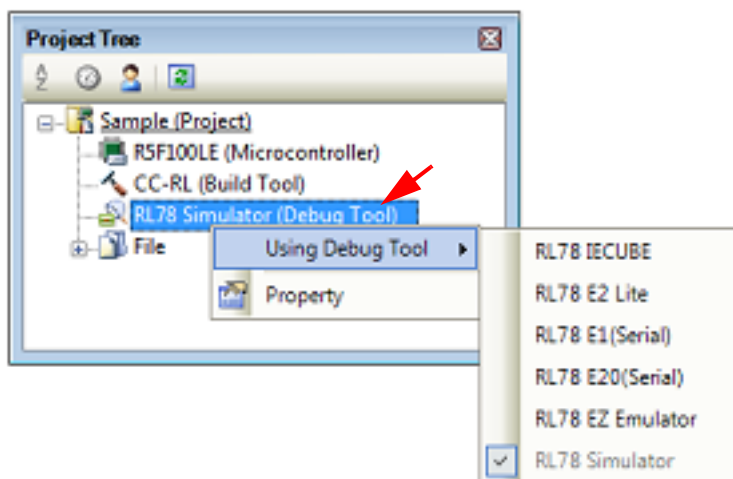 Project Tree
Sample (Project)
R5F100LE (Microcontroller)
CC-RL (Build Tool)
RL78 Simulator (Debug Tool)
File
Using Debug Tool
Property
RL78 IECUBE
RL78 E2 Lite
RL78 E1(Serial)
RL78 E20(Serial)
RL78 EZ Emulator
RL78 Simulator